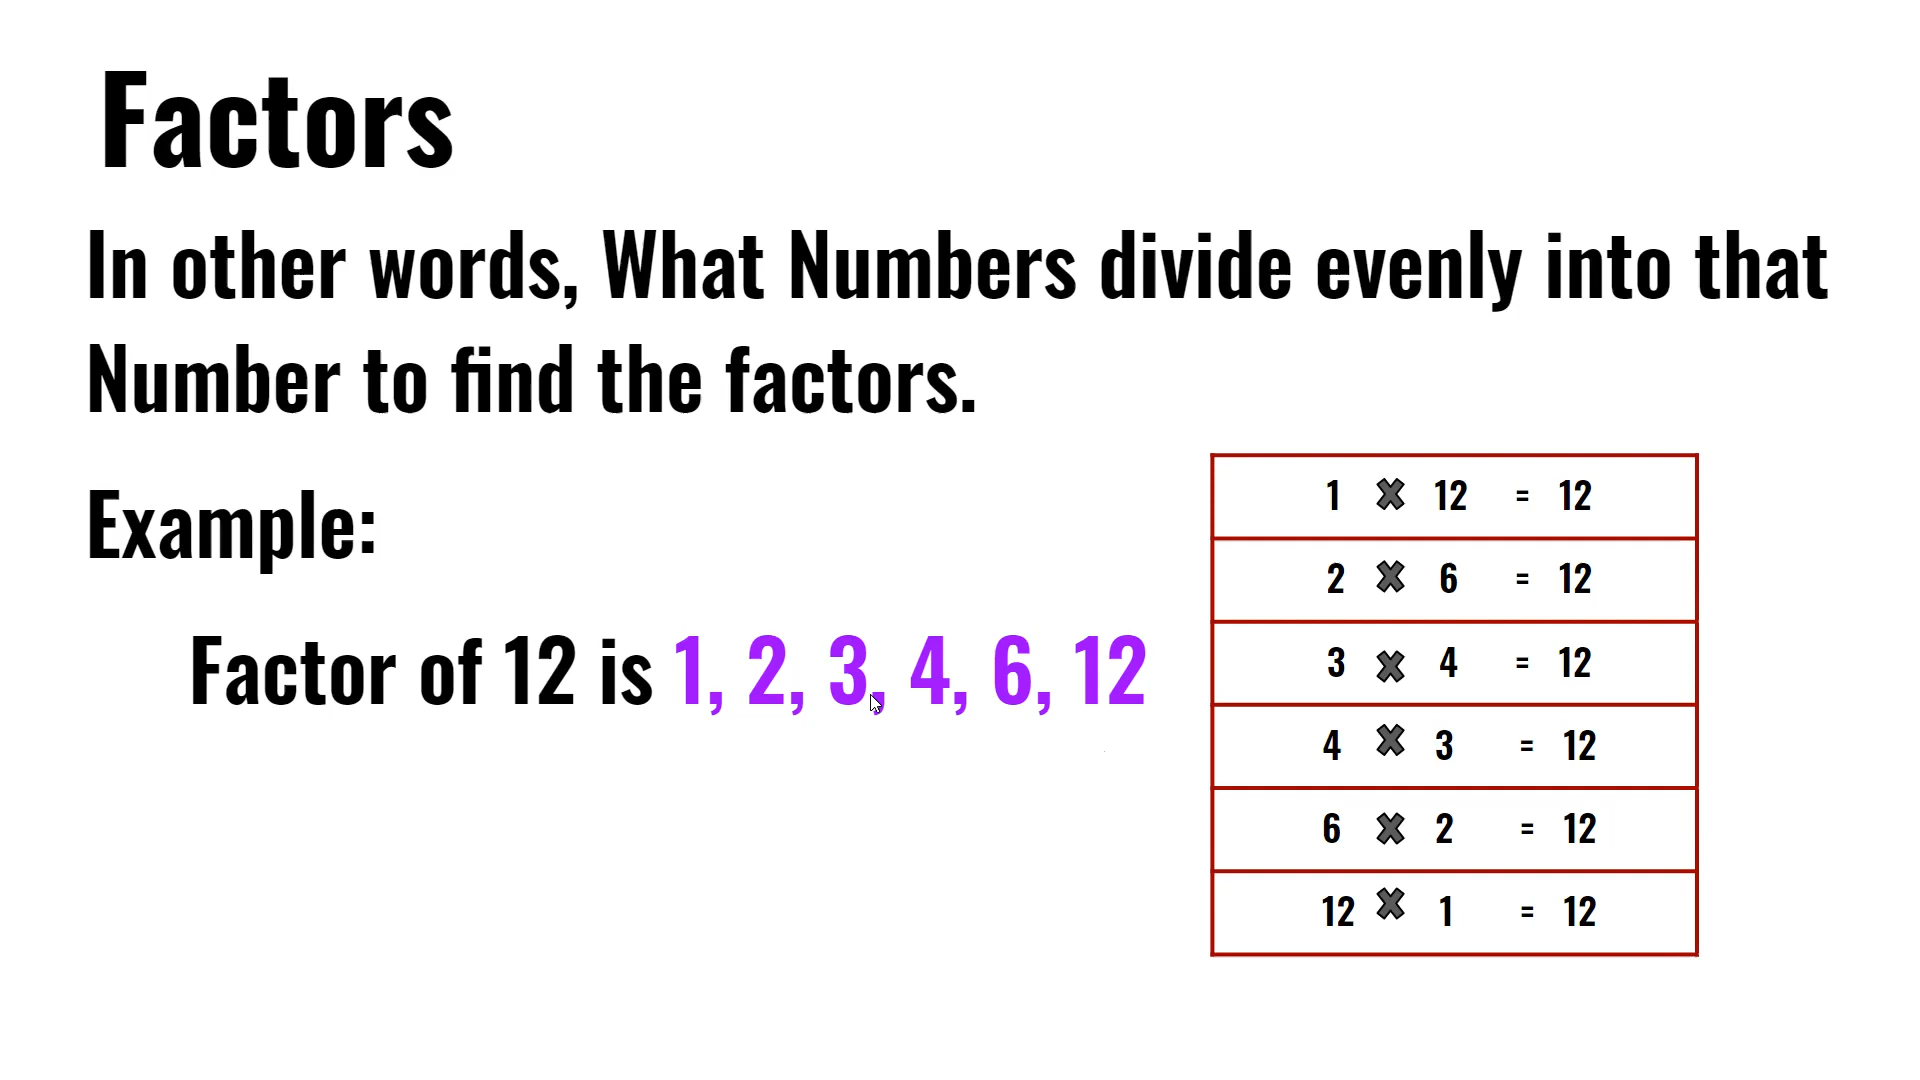 Factors
In other words, What Numbers divide evenly into that
Number to find the factors.
Example:
Factor of 12 is 1, 2, 3, 4, 6, 12
1 ✖ 12 = 12
2 ✖ 6 = 12
3 ✖ 4 = 12
4 ✖ 3 = 12
6 ✖ 2 = 12
12 ✖ 1 = 12